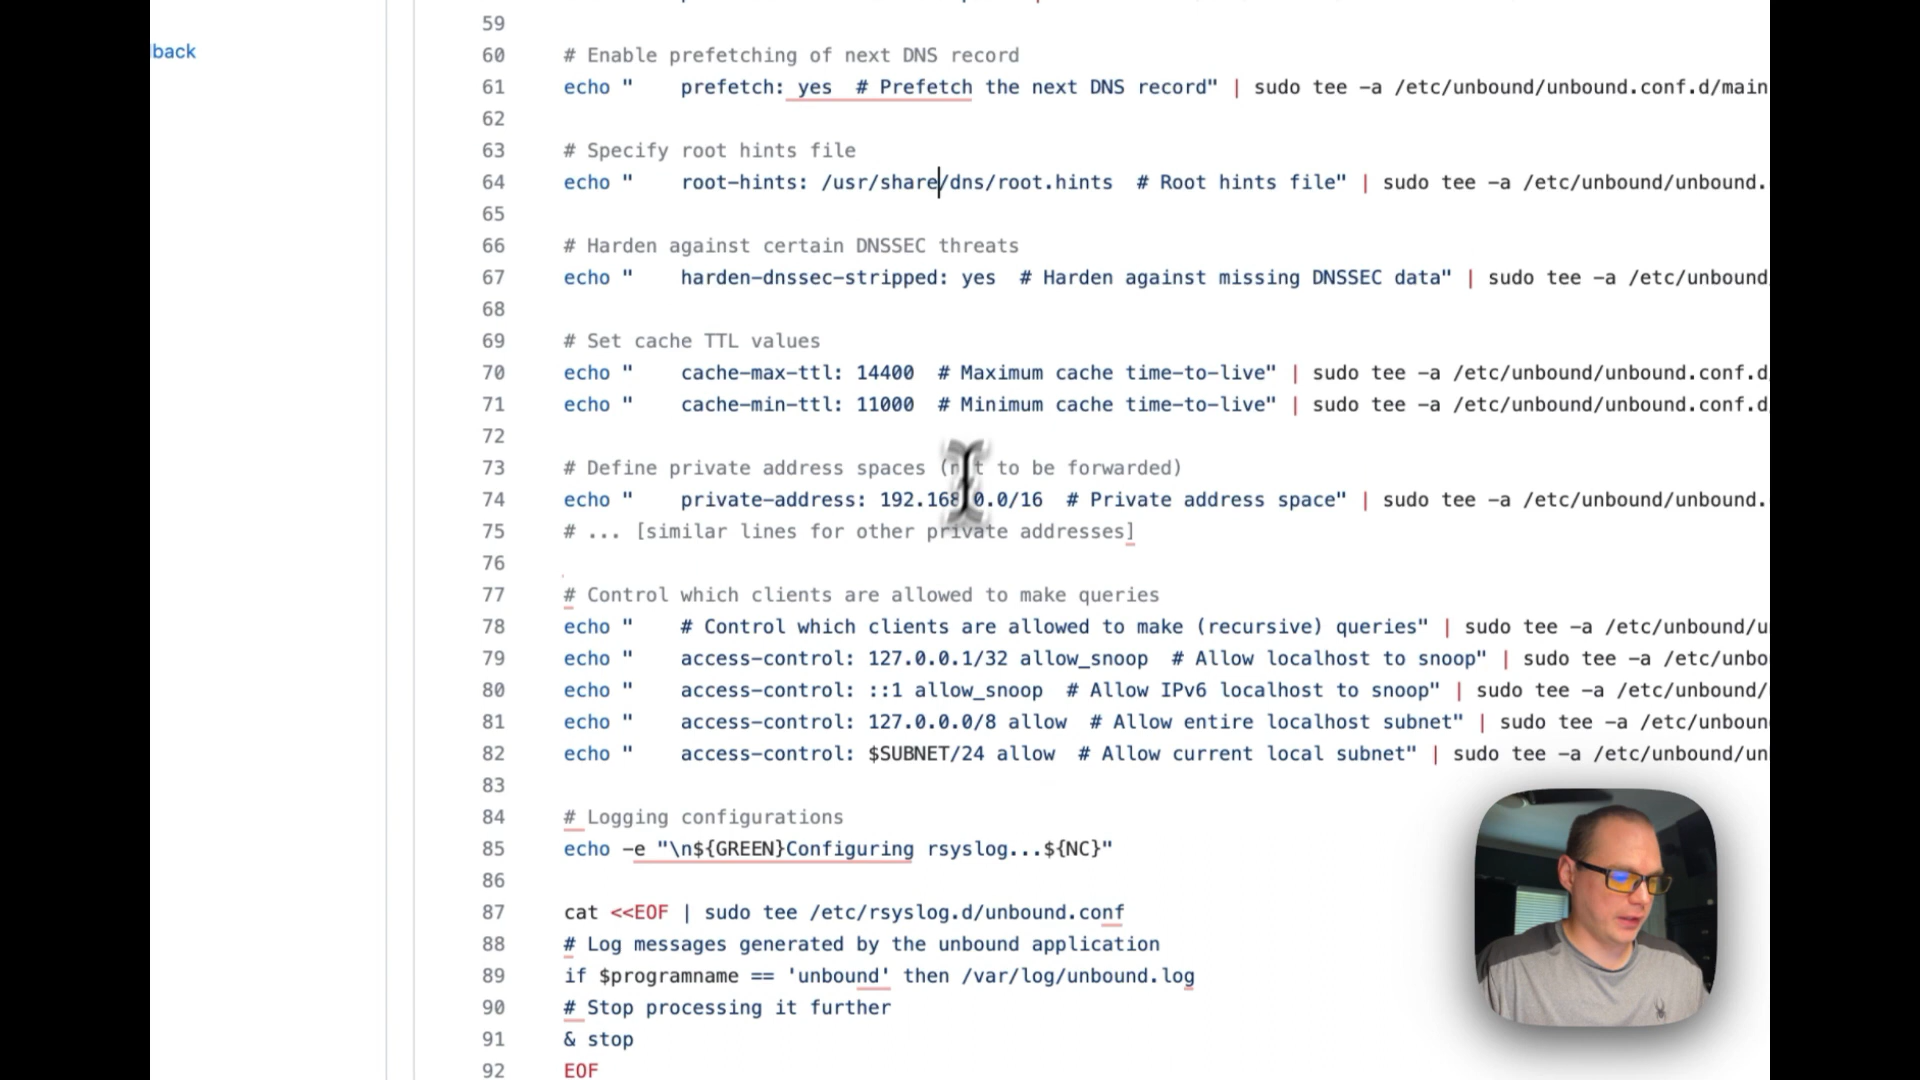 lback
59
60 # Enable prefetching of next DNS record
61 echo "    prefetch: yes  # Prefetch the next DNS record" | sudo tee -a /etc/unbound/unbound.conf.d/main
62
63 # Specify root hints file
64 echo "    root-hints: /usr/share/dns/root.hints  # Root hints file" | sudo tee -a /etc/unbound/unbound.
65
66 # Harden against certain DNSSEC threats
67 echo "    harden-dnssec-stripped: yes  # Harden against missing DNSSEC data" | sudo tee -a /etc/unbound
68
69 # Set cache TTL values
70 echo "    cache-max-ttl: 14400  # Maximum cache time-to-live" | sudo tee -a /etc/unbound/unbound.conf.d
71 echo "    cache-min-ttl: 11000  # Minimum cache time-to-live" | sudo tee -a /etc/unbound/unbound.conf.d
72
73 # Define private address spaces (not to be forwarded)
74 echo "    private-address: 192.168.0.0/16  # Private address space" | sudo tee -a /etc/unbound/unbound.
75 # ... [similar lines for other private addresses]
76
77 # Control which clients are allowed to make queries
78 echo "    # Control which clients are allowed to make (recursive) queries" | sudo tee -a /etc/unbound/u
79 echo "    access-control: 127.0.0.1/32 allow_snoop  # Allow localhost to snoop" | sudo tee -a /etc/unbo
80 echo "    access-control: ::1 allow_snoop  # Allow IPv6 localhost to snoop" | sudo tee -a /etc/unbound/
81 echo "    access-control: 127.0.0.0/8 allow  # Allow entire localhost subnet" | sudo tee -a /etc/unboun
82 echo "    access-control: $SUBNET/24 allow  # Allow current local subnet" | sudo tee -a /etc/unbound/un
83
84 # Logging configurations
85 echo -e "\n${GREEN}Configuring rsyslog...${NC}"
86
87 cat <<EOF | sudo tee /etc/rsyslog.d/unbound.conf
88 # Log messages generated by the unbound application
89 if $programname == 'unbound' then /var/log/unbound.log
90 # Stop processing it further
91 & stop
92 EOF